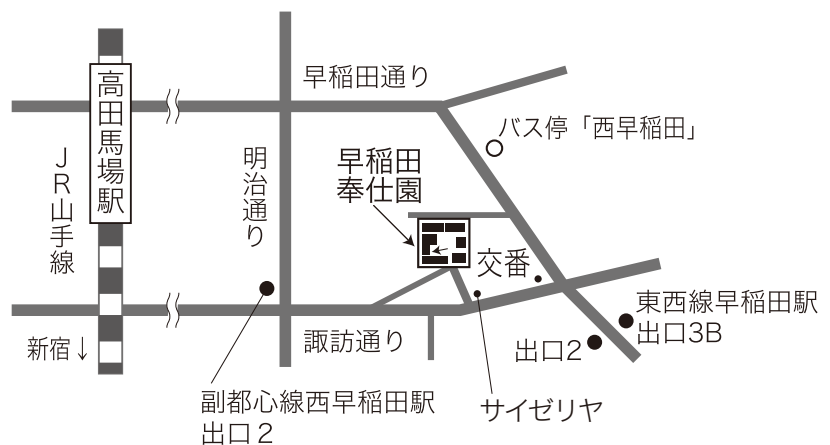 早稲田通り
高田馬場駅
バス停「西早稲田」
JR山手線
明治通り
早稲田
奉仕園
交番
東西線早稲田駅
出口3B
新宿↓
諏訪通り
出口2
副都心線西早稲田駅
出口2
サイゼリヤ